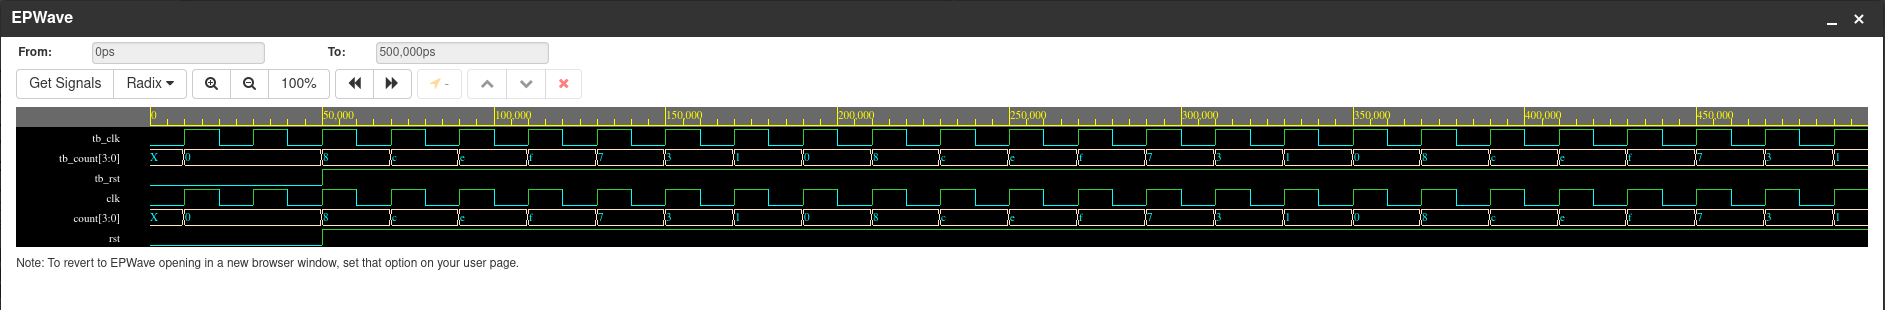 EPWave
From: 0ps To: 500,000ps
Get Signals Radix 100% -
0 50,000 100,000 150,000 200,000 250,000 300,000 350,000 400,000 450,000
tb_clk
tb_count[3:0] X 0 8 c e f 7 3 1 0 8 c e f 7 3 1 0 8 c e f 7 3 1
tb_rst
clk
count[3:0] X 0 8 c e f 7 3 1 0 8 c e f 7 3 1 0 8 c e f 7 3 1
rst
Note: To revert to EPWave opening in a new browser window, set that option on your user page.